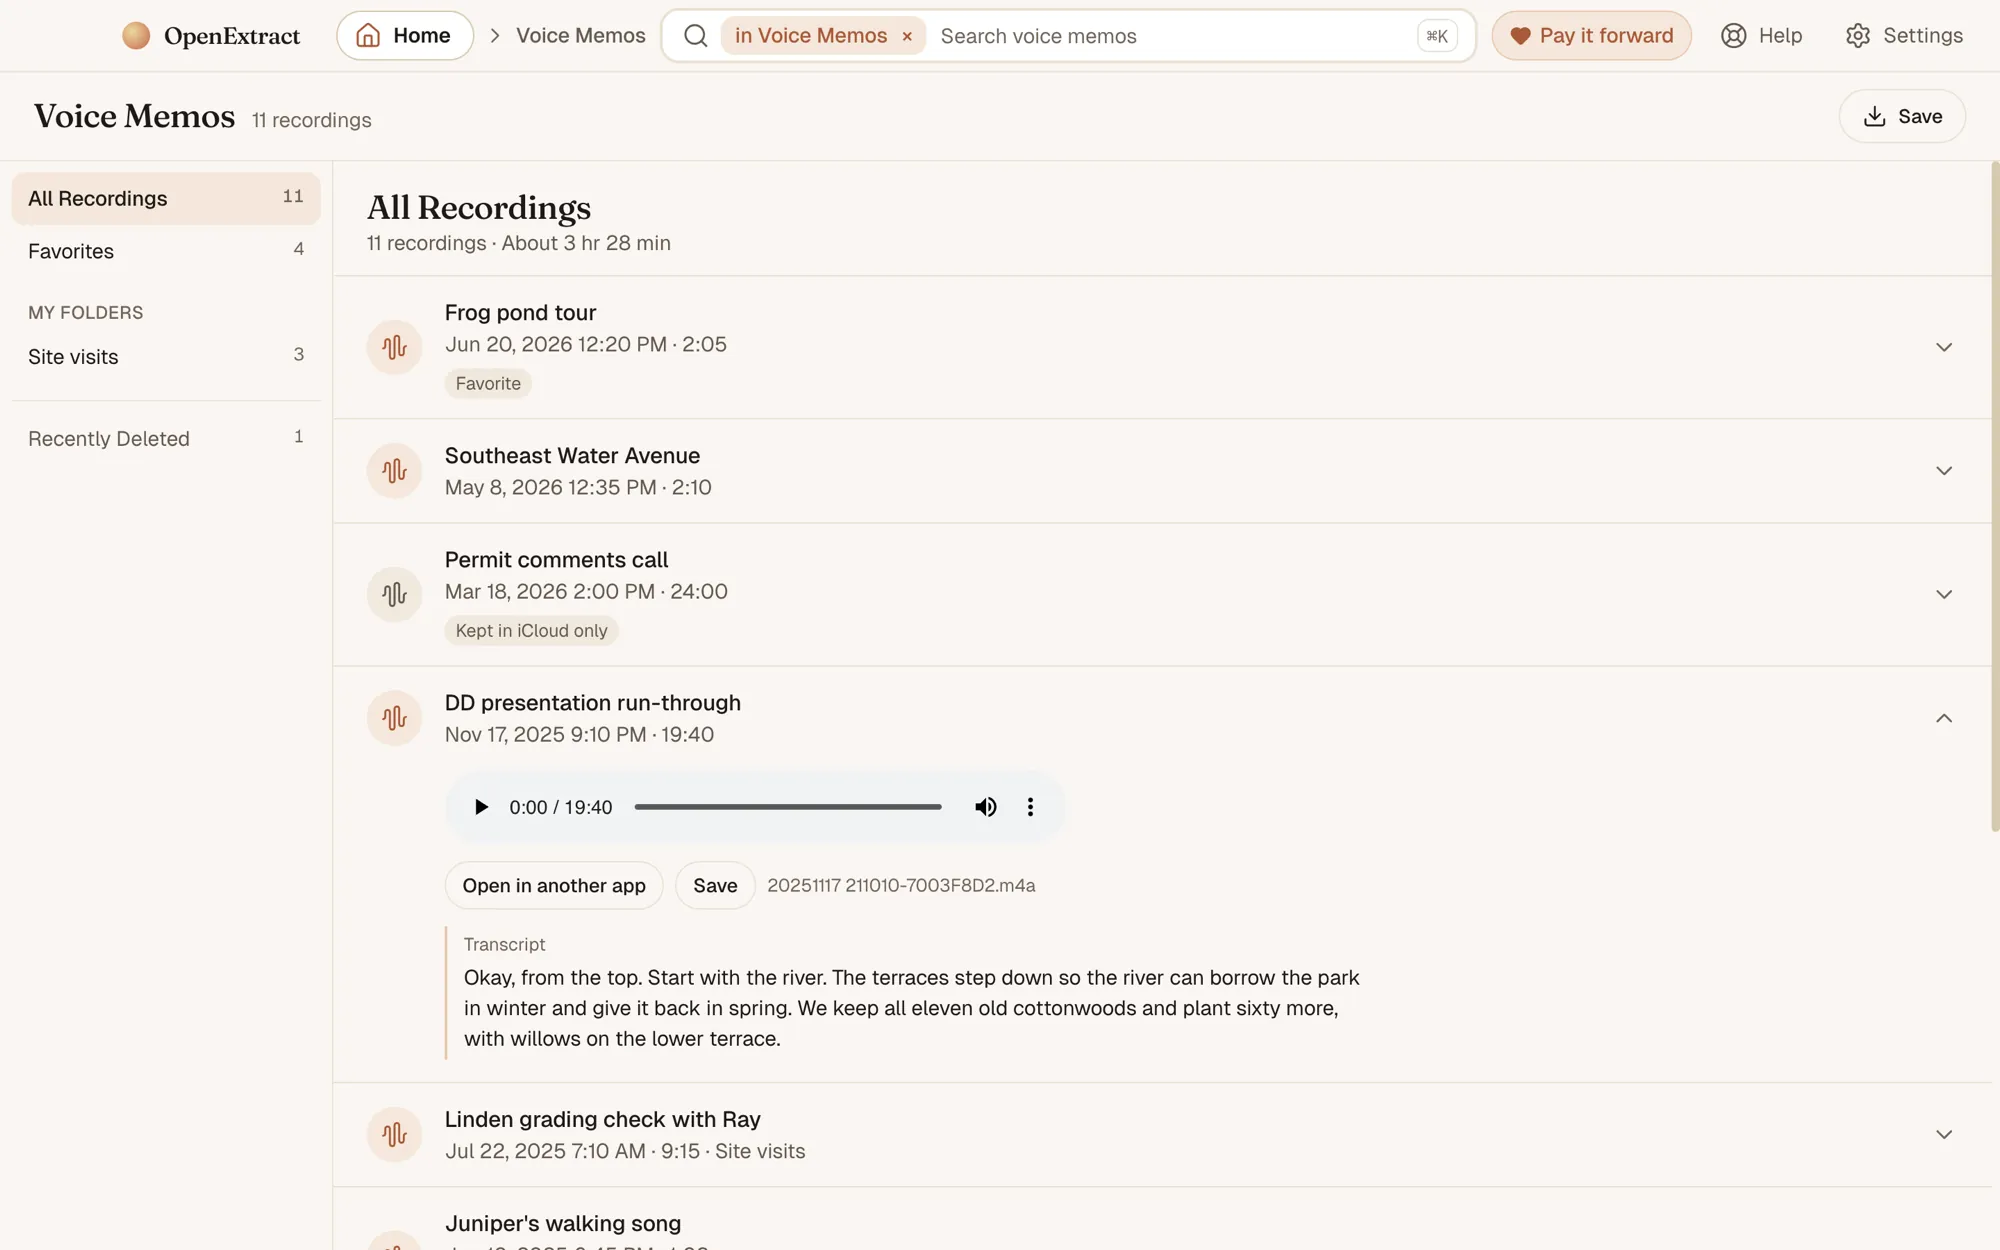 OpenExtract
Home
Voice Memos
in Voice Memos ×
Search voice memos
⌘K
Pay it forward
Help
Settings
Voice Memos
11 recordings
Save
All Recordings 11
Favorites 4
MY FOLDERS
Site visits 3
Recently Deleted 1
All Recordings
11 recordings · About 3 hr 28 min
Frog pond tour
Jun 20, 2026 12:20 PM · 2:05
Favorite
Southeast Water Avenue
May 8, 2026 12:35 PM · 2:10
Permit comments call
Mar 18, 2026 2:00 PM · 24:00
Kept in iCloud only
DD presentation run-through
Nov 17, 2025 9:10 PM · 19:40
0:00 / 19:40
Open in another app
Save
20251117 211010-7003F8D2.m4a
Transcript
Okay, from the top. Start with the river. The terraces step down so the river can borrow the park
in winter and give it back in spring. We keep all eleven old cottonwoods and plant sixty more,
with willows on the lower terrace.
Linden grading check with Ray
Jul 22, 2025 7:10 AM · 9:15 · Site visits
Juniper's walking song